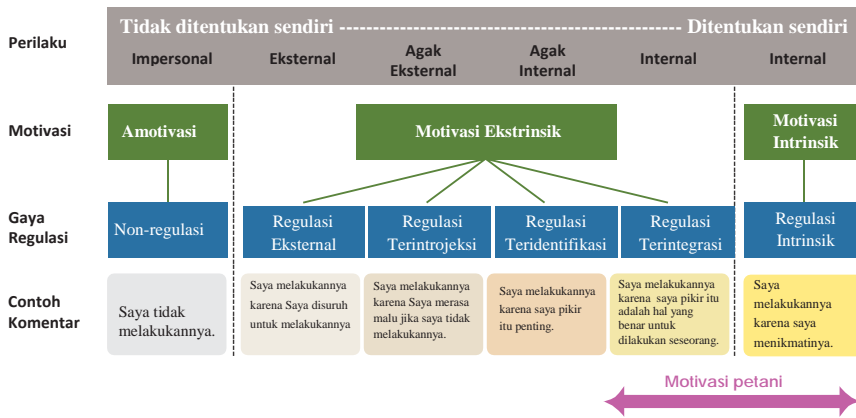 Perilaku
Tidak ditentukan sendiri ---------------------------------------------------- Ditentukan sendiri
Impersonal
Eksternal
Agak
Eksternal
Agak
Internal
Internal
Internal
Motivasi
Amotivasi
Motivasi Ekstrinsik
Motivasi
Intrinsik
Gaya
Regulasi
Non-regulasi
Regulasi
Eksternal
Regulasi
Terintrojeksi
Regulasi
Teridentifikasi
Regulasi
Terintegrasi
Regulasi
Intrinsik
Contoh
Komentar
Saya tidak
melakukannya.
Saya melakukannya
karena Saya disuruh
untuk melakukannya
Saya melakukannya
karena Saya merasa
malu jika saya tidak
melakukannya.
Saya melakukannya
karena saya pikir
itu penting.
Saya melakukannya
karena saya pikir itu
adalah hal yang
benar untuk
dilakukan seseorang.
Saya
melakukannya
karena saya
menikmatinya.
Motivasi petani